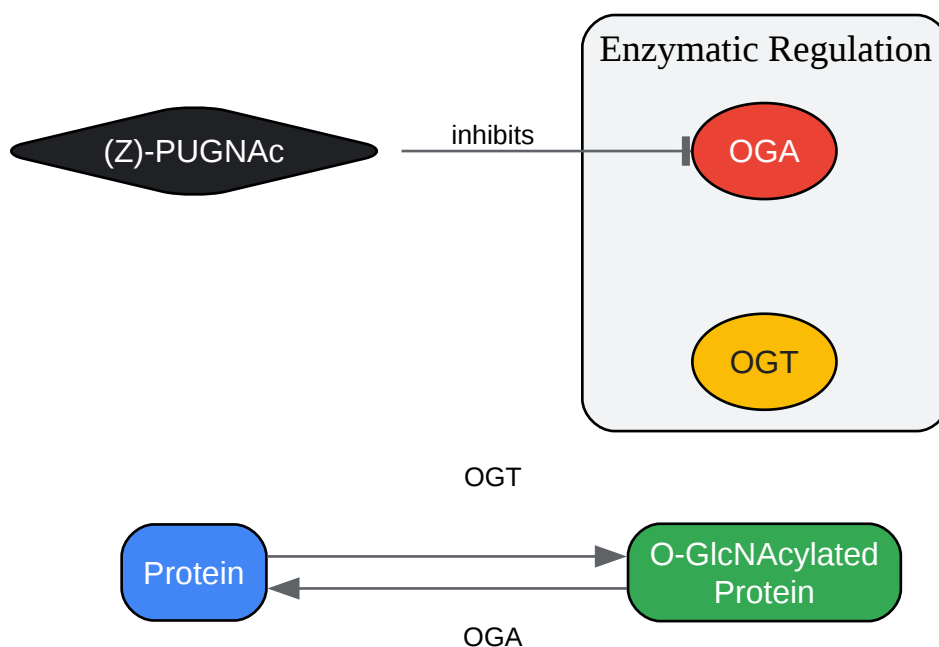 Enzymatic Regulation
(Z)-PUGNAc
inhibits
OGA
OGT
OGT
Protein
O-GlcNAcylated
Protein
OGA